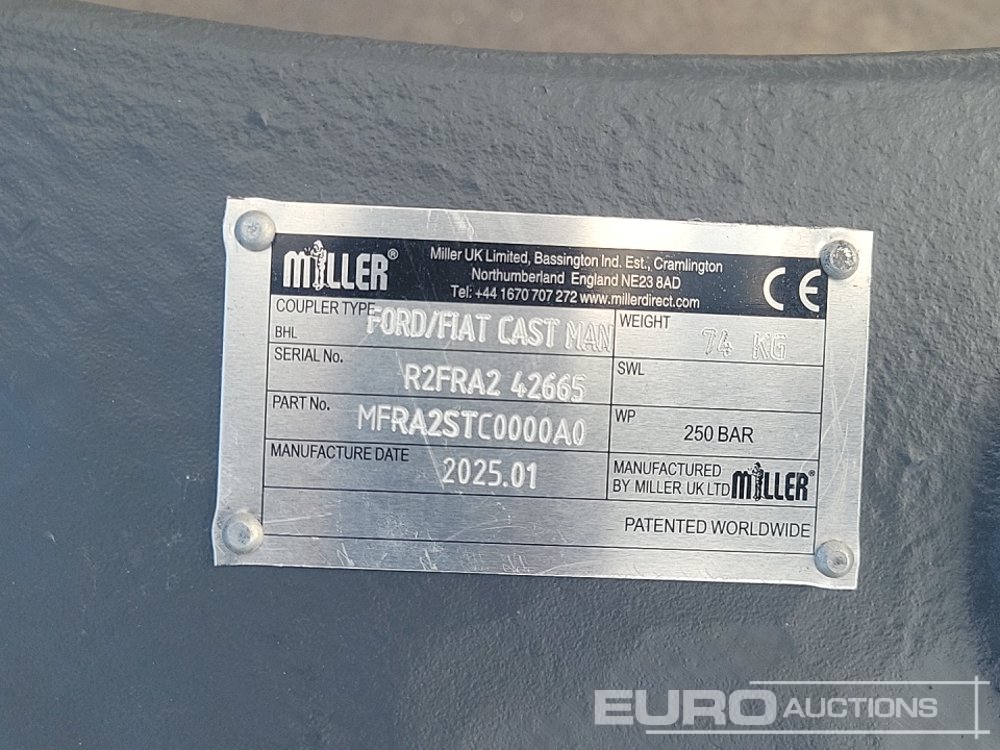 MILLER®
Miller UK Limited, Bassington Ind. Est., Cramlington
Northumberland England NE23 8AD
Tel: +44 1670 707 272 www.millerdirect.com
CE
COUPLER TYPE
BHL
FORD/FIAT CAST MAN
WEIGHT
74 KG
SERIAL No.
R2FRA2 42665
SWL
PART No.
MFRA2STC0000A0
WP
250 BAR
MANUFACTURE DATE
2025.01
MANUFACTURED
BY MILLER UK LTD
MILLER®
PATENTED WORLDWIDE
EURO AUCTIONS